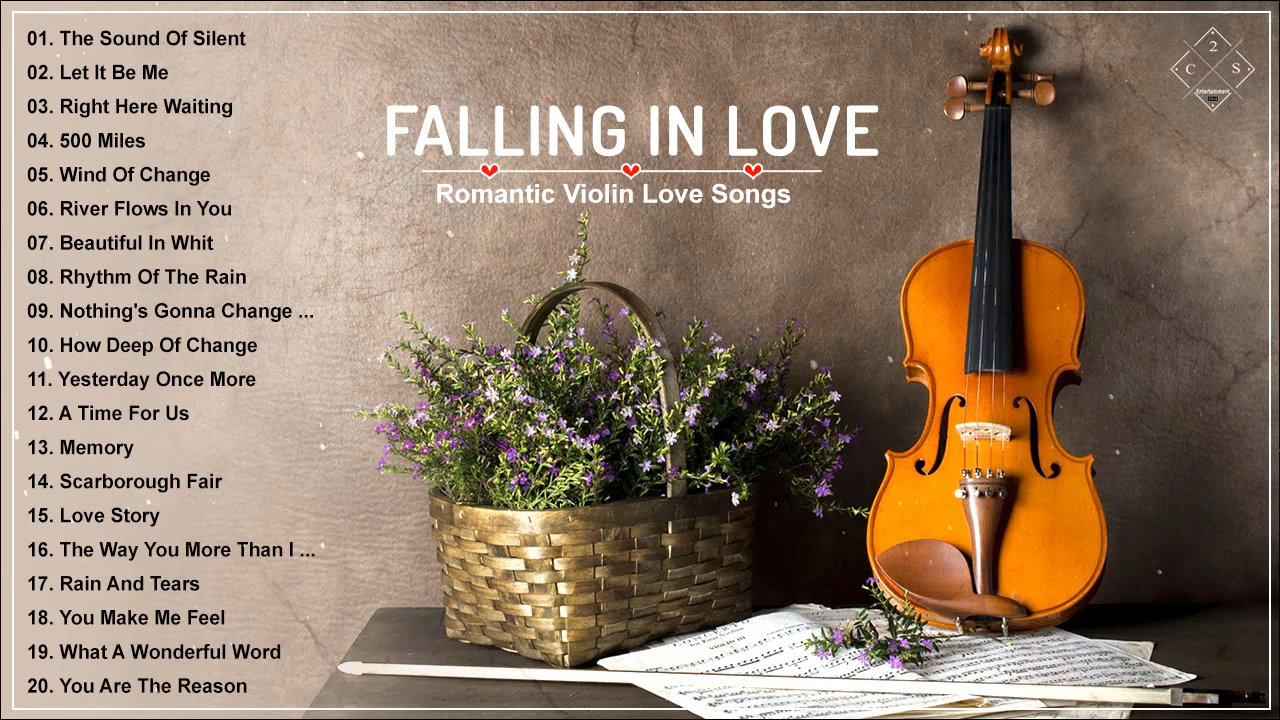 01. The Sound Of Silent
02. Let It Be Me
03. Right Here Waiting
04. 500 Miles
05. Wind Of Change
06. River Flows In You
07. Beautiful In Whit
08. Rhythm Of The Rain
09. Nothing's Gonna Change ...
10. How Deep Of Change
11. Yesterday Once More
12. A Time For Us
13. Memory
14. Scarborough Fair
15. Love Story
16. The Way You More Than I ...
17. Rain And Tears
18. You Make Me Feel
19. What A Wonderful Word
20. You Are The Reason
FALLING IN LOVE
Romantic Violin Love Songs
2
C S
Entertainment